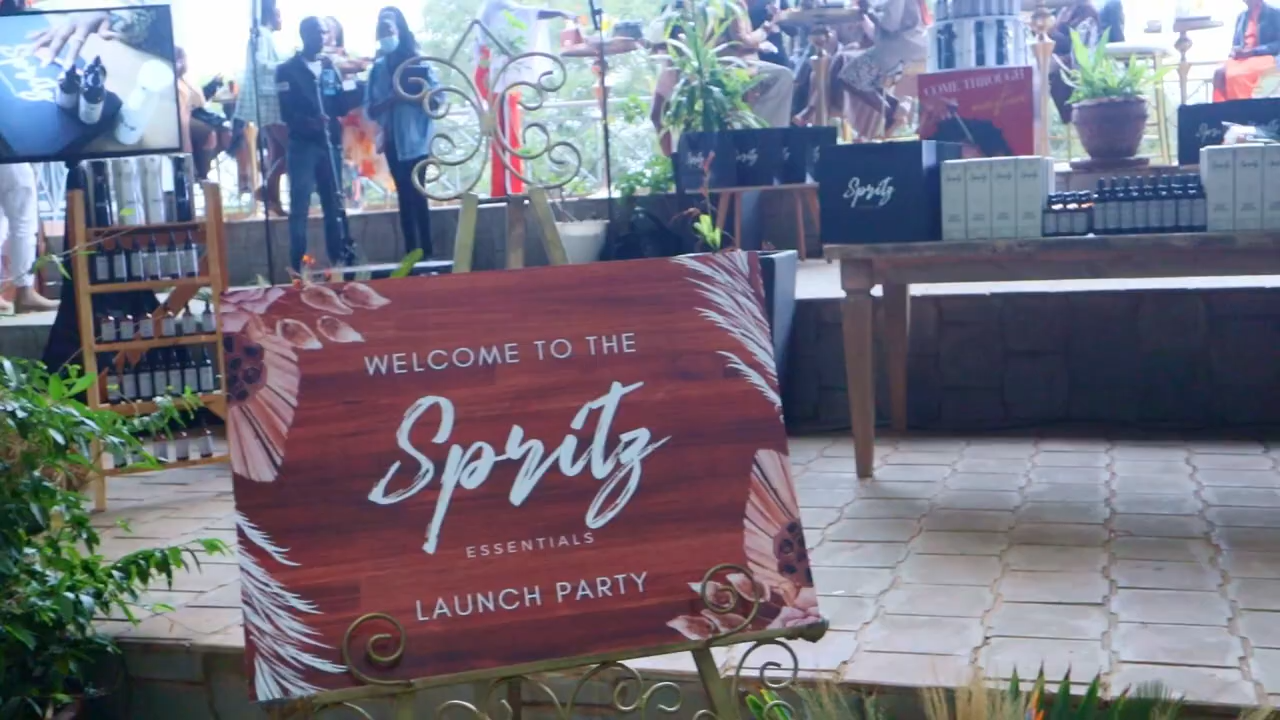 COME THROUGH
Spritz
WELCOME TO THE
Spritz
ESSENTIALS
LAUNCH PARTY